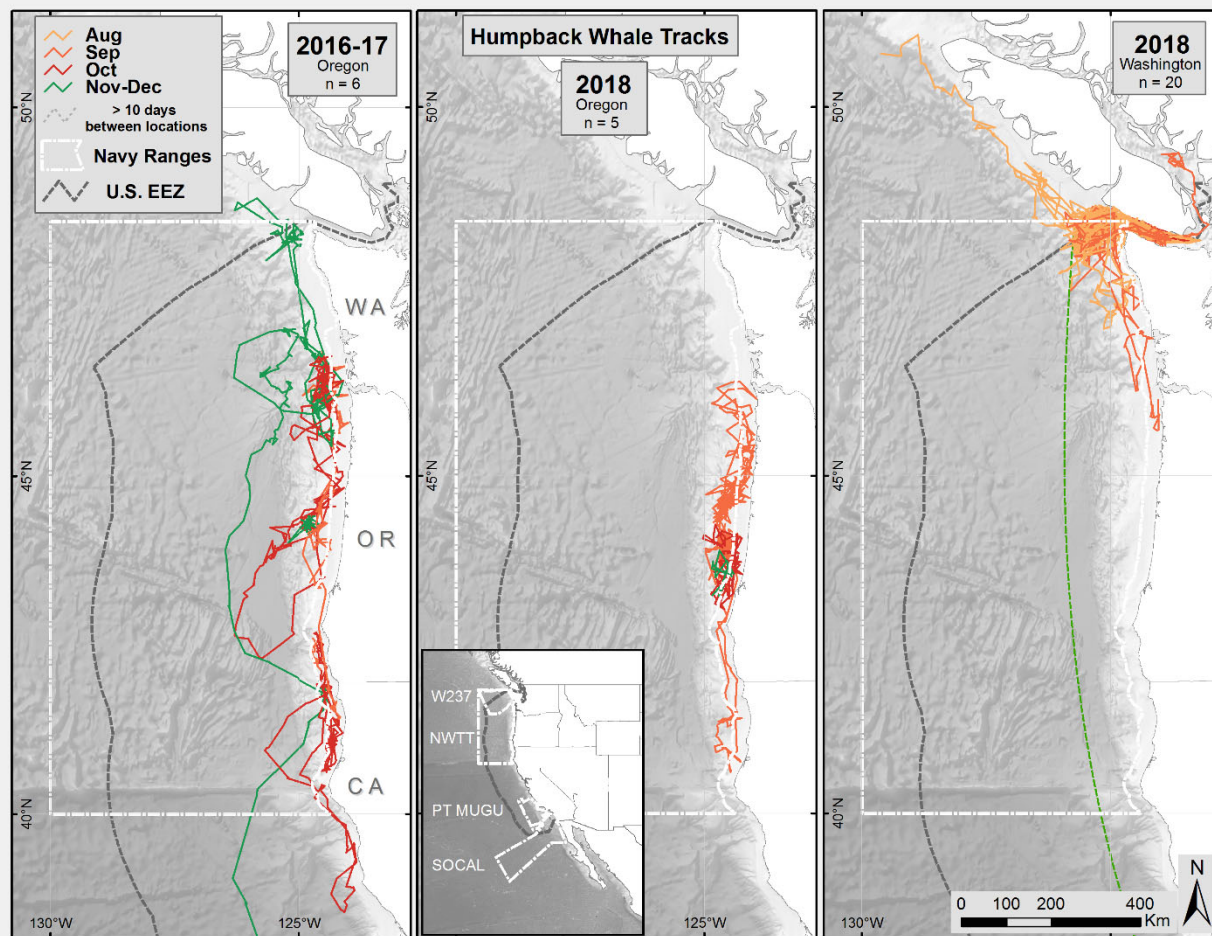 Aug
Sep
Oct
Nov-Dec
> 10 days
between locations
Navy Ranges
U.S. EEZ
2016-17
Oregon
n = 6
Humpback Whale Tracks
2018
Oregon
n = 5
2018
Washington
n = 20
50°N
45°N
40°N
130°W
125°W
WA
OR
CA
50°N
45°N
40°N
125°W
W237
NWTT
PT MUGU
SOCAL
50°N
45°N
40°N
130°W
N
0 100 200 400
Km